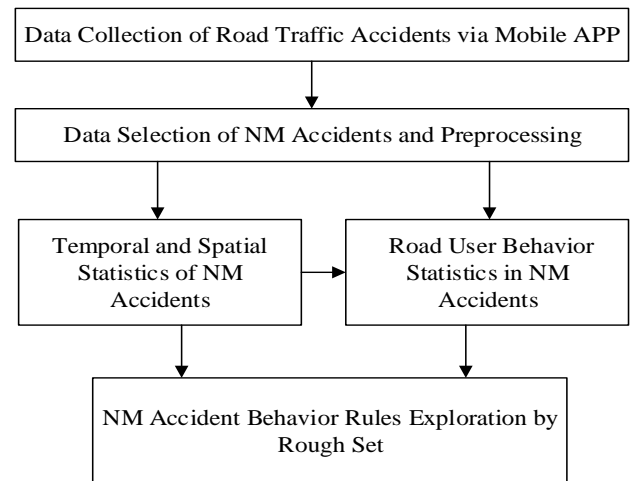 Data Collection of Road Traffic Accidents via Mobile APP
Data Selection of NM Accidents and Preprocessing
Temporal and Spatial
Statistics of NM
Accidents
Road User Behavior
Statistics in NM
Accidents
NM Accident Behavior Rules Exploration by
Rough Set